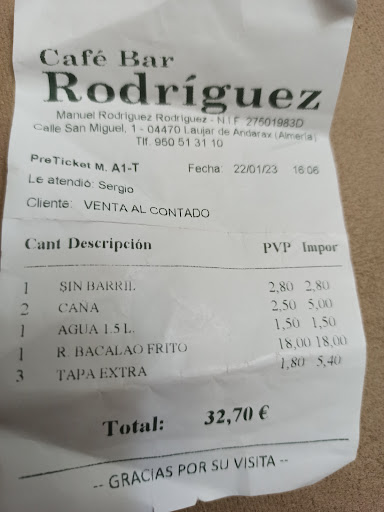 Café Bar
Rodríguez
Manuel Rodríguez Rodríguez - N.I.F. 27501983D
Calle San Miguel, 1 - 04470 Laujar de Andarax (Almería)
Tlf. 950 51 31 10
PreTicket M. A1-T Fecha: 22/01/23 16:06
Le atendió: Sergio
Cliente: VENTA AL CONTADO
Cant Descripción PVP Impor
1 SIN BARRIL 2,80 2,80
2 CAÑA 2,50 5,00
1 AGUA 1.5 L. 1,50 1,50
1 R. BACALAO FRITO 18,00 18,00
3 TAPA EXTRA 1,80 5,40
Total: 32,70 €
-- GRACIAS POR SU VISITA --